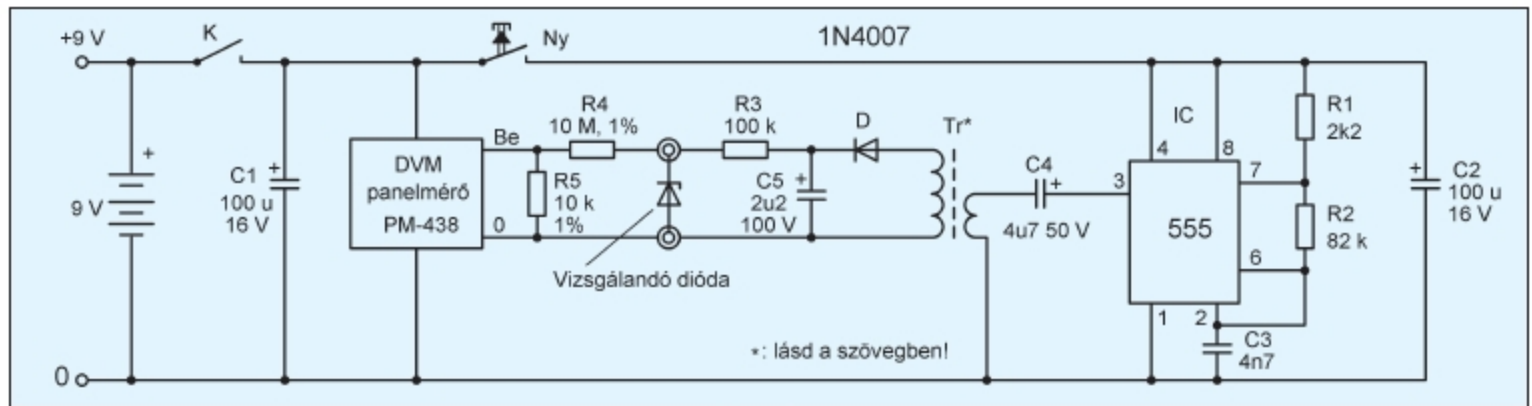 +9 V
K
Ny
1N4007
+
9 V
C1
100 u
16 V
+
DVM
panelmérő
PM-438
Be
0
R4
10 M, 1%
R5
10 k
1%
R3
100 k
C5
2u2
100 V
+
D
Tr*
C4
+
4u7 50 V
Vizsgálandó dióda
IC
555
3
4
8
7
6
1
2
R1
2k2
R2
82 k
C3
4n7
+
C2
100 u
16 V
*: lásd a szövegben!
0